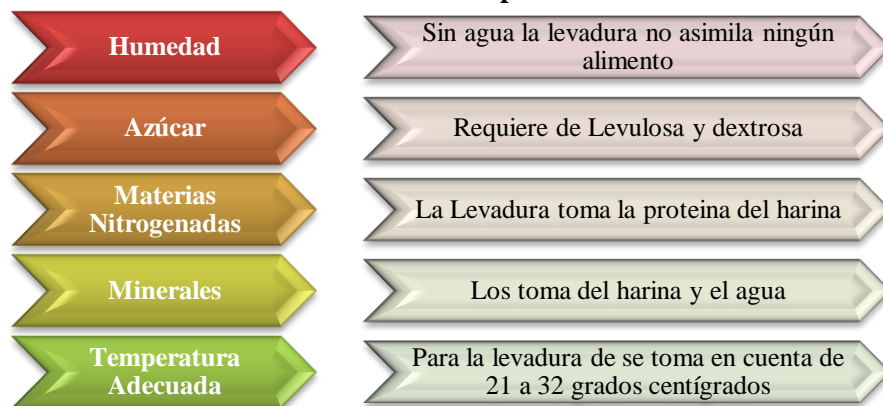 Humedad
Sin agua la levadura no asimila ningún
alimento
Azúcar
Requiere de Levulosa y dextrosa
Materias
Nitrogenadas
La Levadura toma la proteina del harina
Minerales
Los toma del harina y el agua
Temperatura
Adecuada
Para la levadura de se toma en cuenta de
21 a 32 grados centígrados